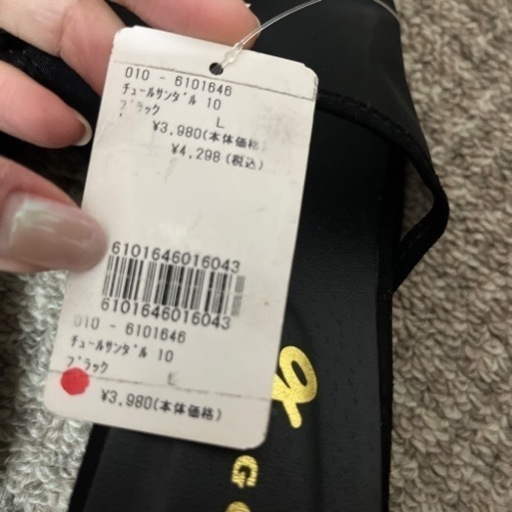 010 - 6101646
チュールサンダル 10
ブラック L
¥3,980(本体価格)
¥4,298(税込)
6101646016043
6101646016043
010 - 6101646
チュールサンダル 10
ブラック L
¥3,980(本体価格)
G